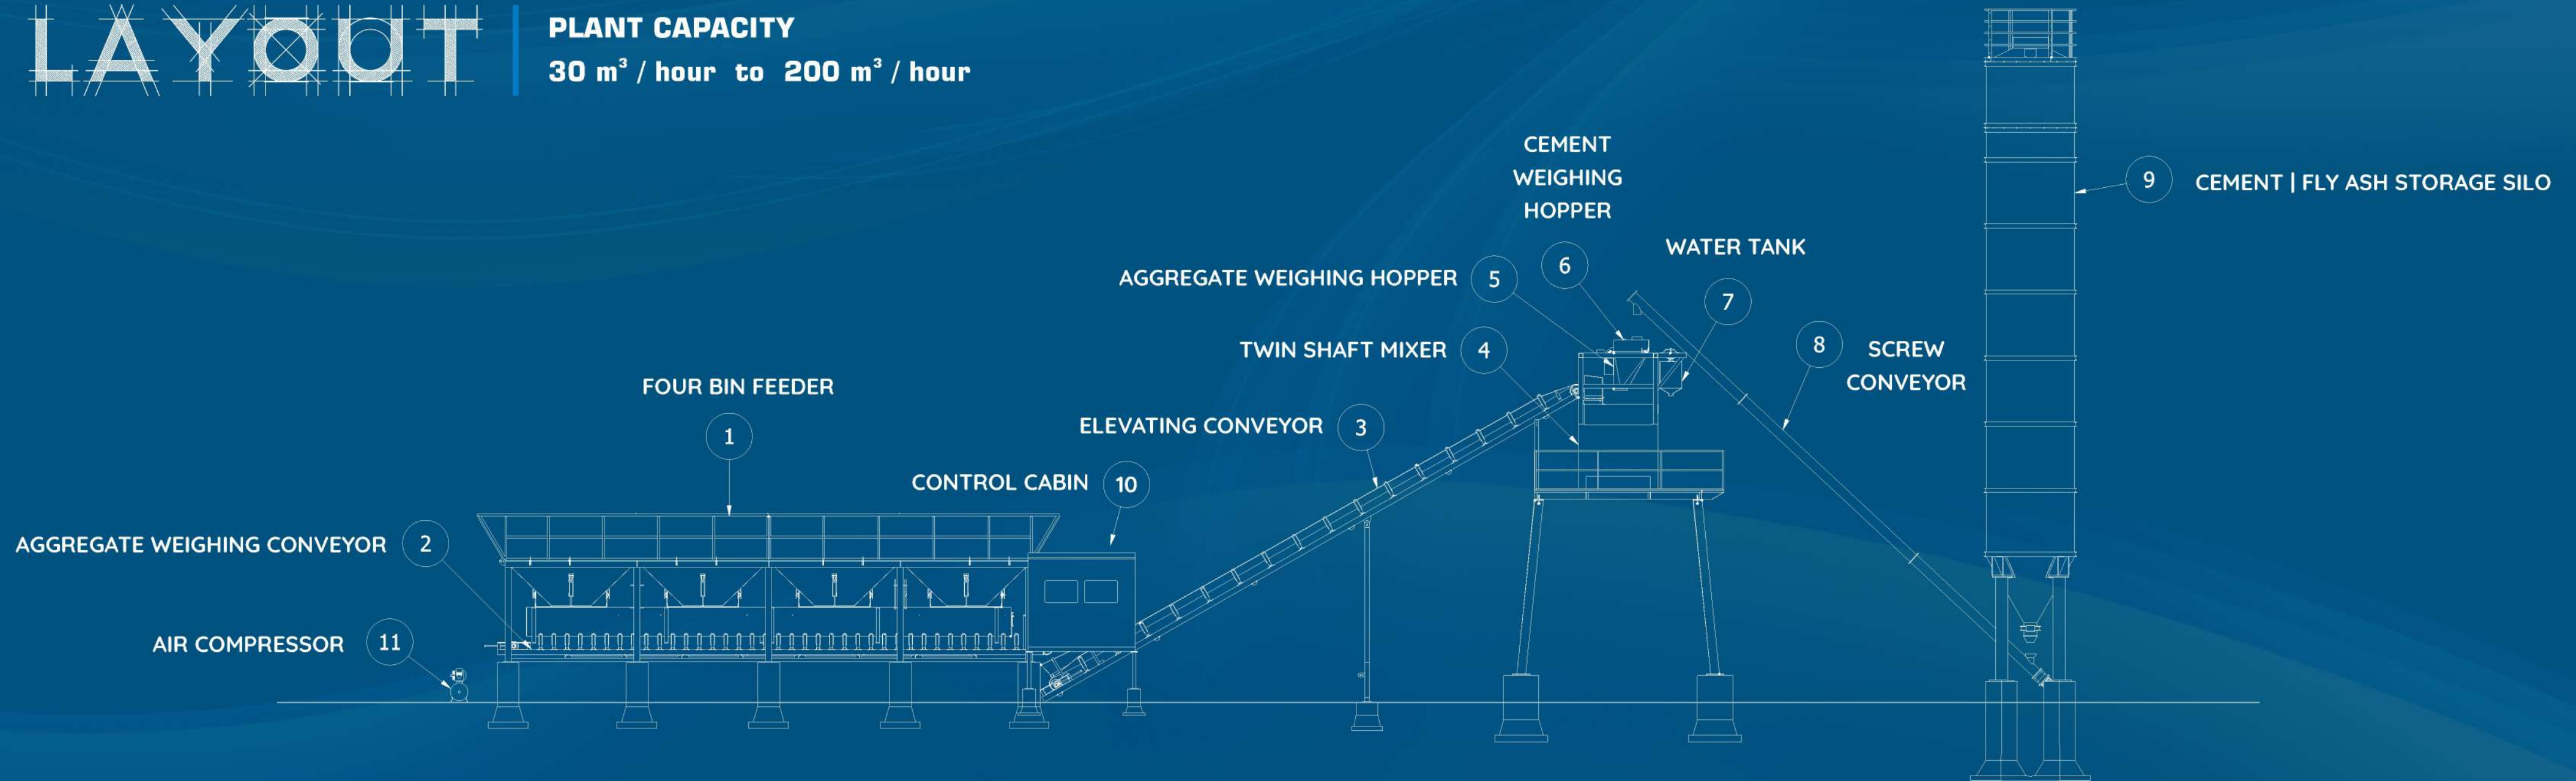 LAYOUT
PLANT CAPACITY
30 m³ / hour to 200 m³ / hour
CEMENT
WEIGHING
HOPPER
6
9
CEMENT | FLY ASH STORAGE SILO
WATER TANK
7
AGGREGATE WEIGHING HOPPER
5
TWIN SHAFT MIXER
4
8
SCREW
CONVEYOR
FOUR BIN FEEDER
1
ELEVATING CONVEYOR
3
CONTROL CABIN
10
AGGREGATE WEIGHING CONVEYOR
2
AIR COMPRESSOR
11